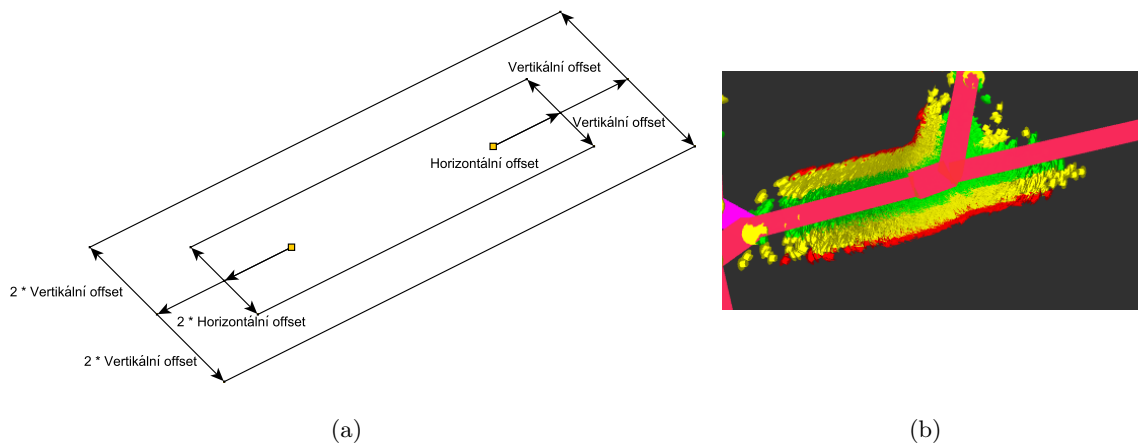 Vertikální offset
Vertikální offset
Horizontální offset
2 * Vertikální offset
2 * Horizontální offset
2 * Vertikální offset
(a)
(b)